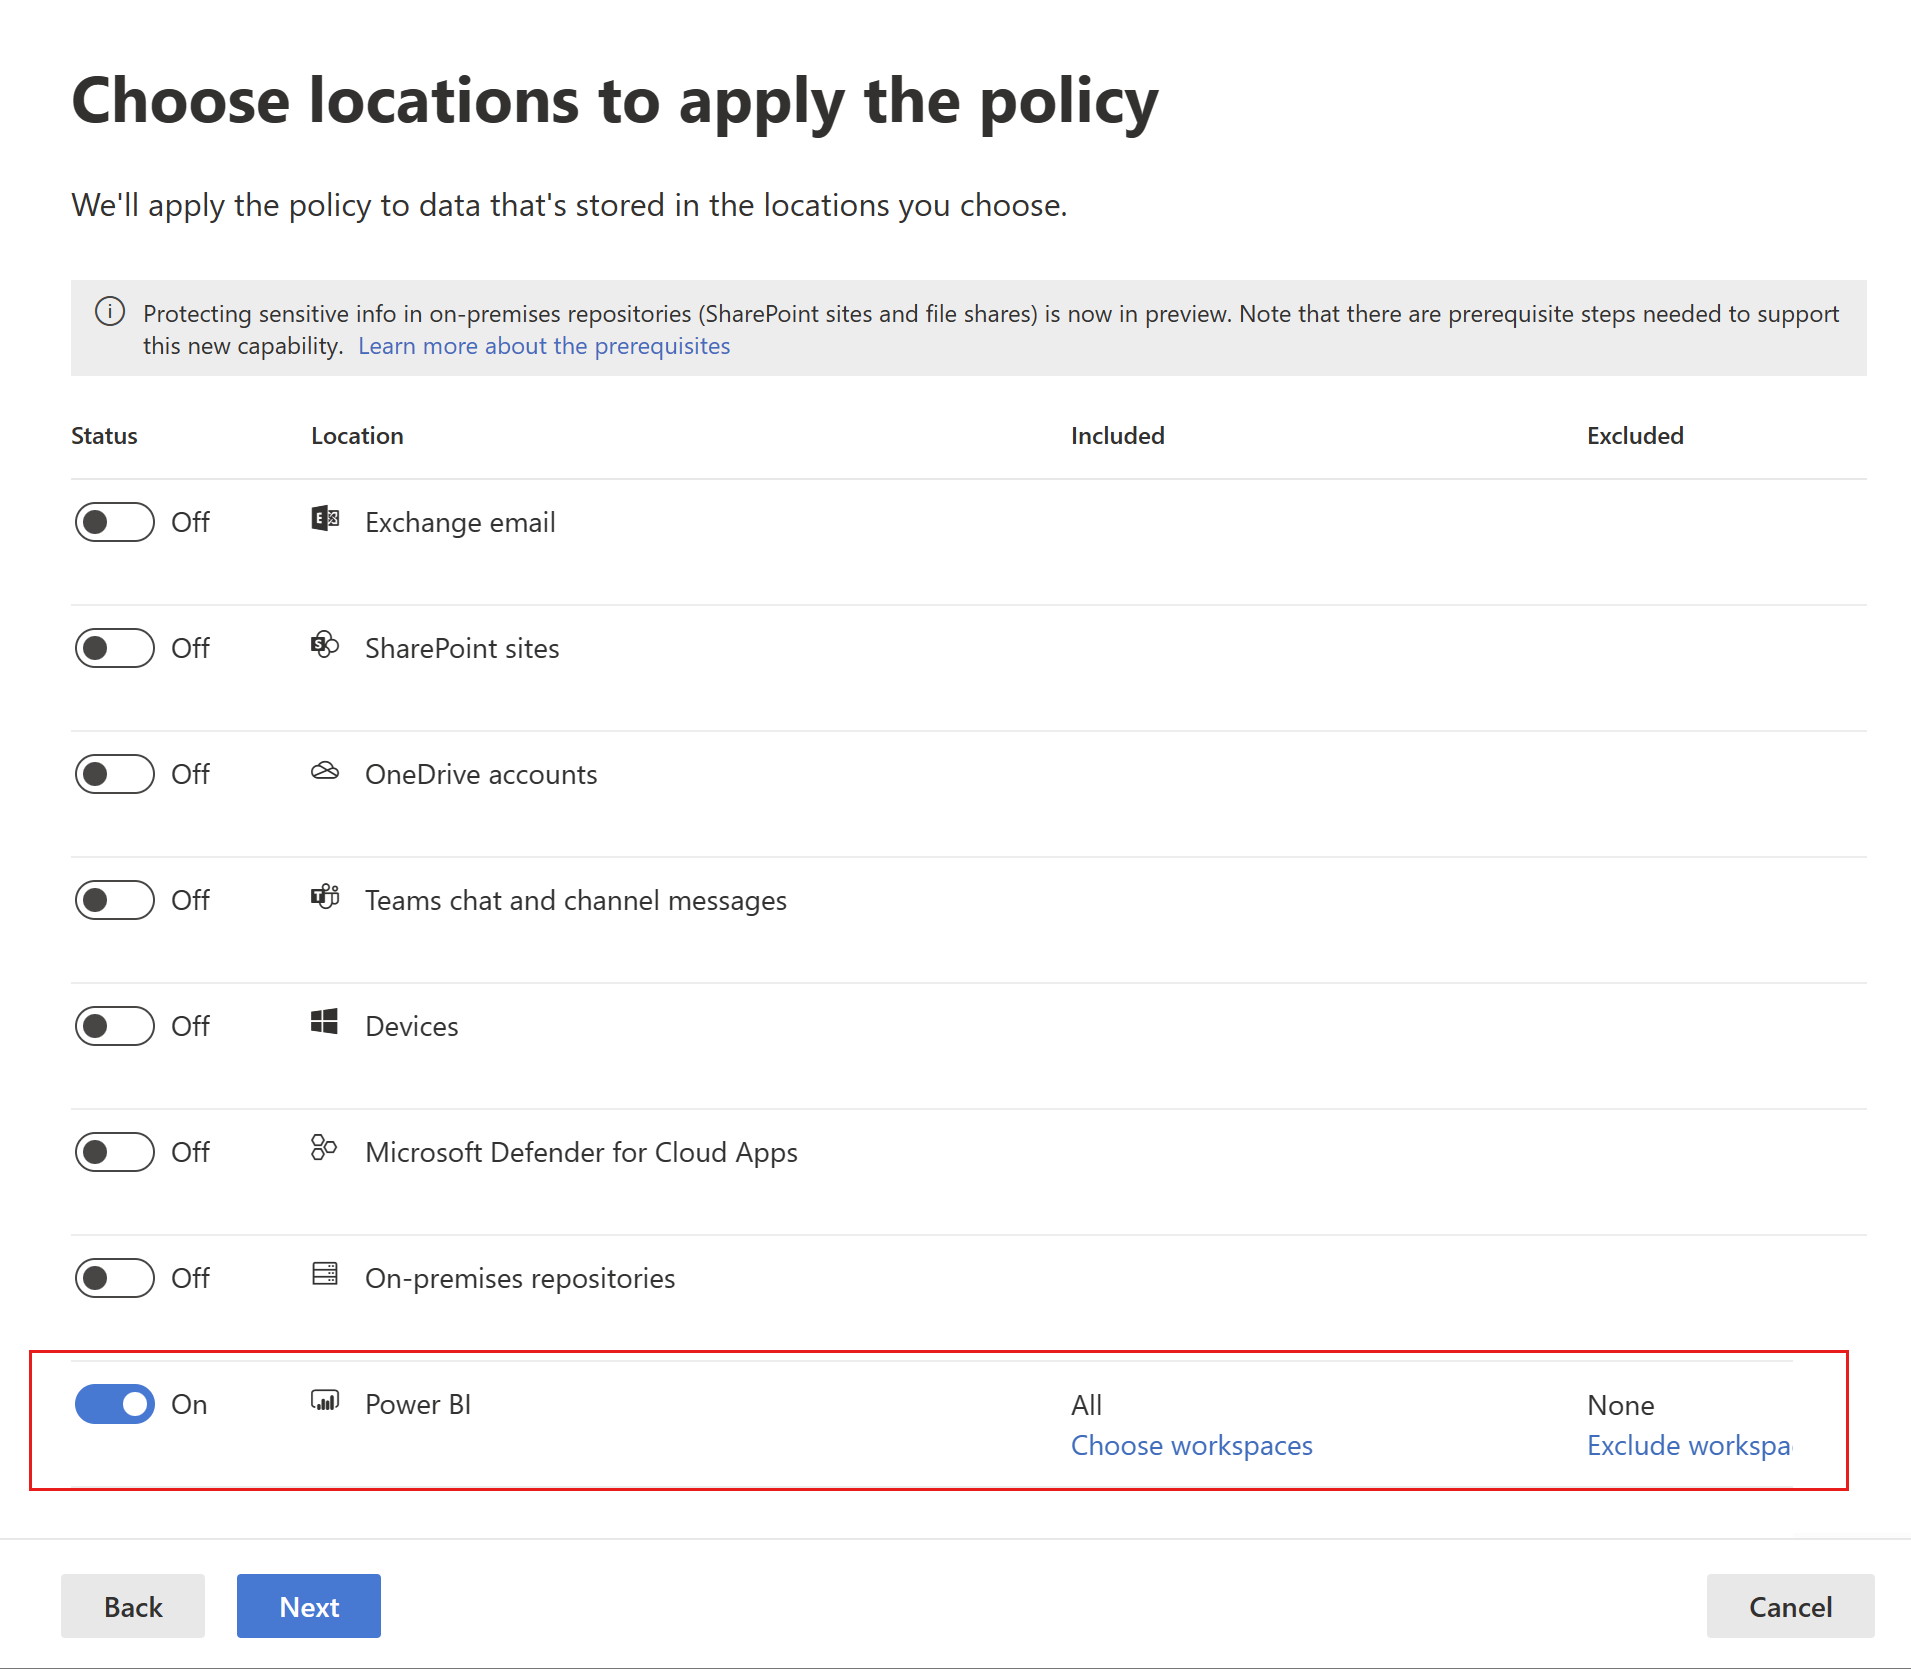 Choose locations to apply the policy
We'll apply the policy to data that's stored in the locations you choose.
Protecting sensitive info in on-premises repositories (SharePoint sites and file shares) is now in preview. Note that there are prerequisite steps needed to support
this new capability. Learn more about the prerequisites
Status Location Included Excluded
Off Exchange email
Off SharePoint sites
Off OneDrive accounts
Off Teams chat and channel messages
Off Devices
Off Microsoft Defender for Cloud Apps
Off On-premises repositories
On Power BI All None
Choose workspaces Exclude workspa
Back Next Cancel